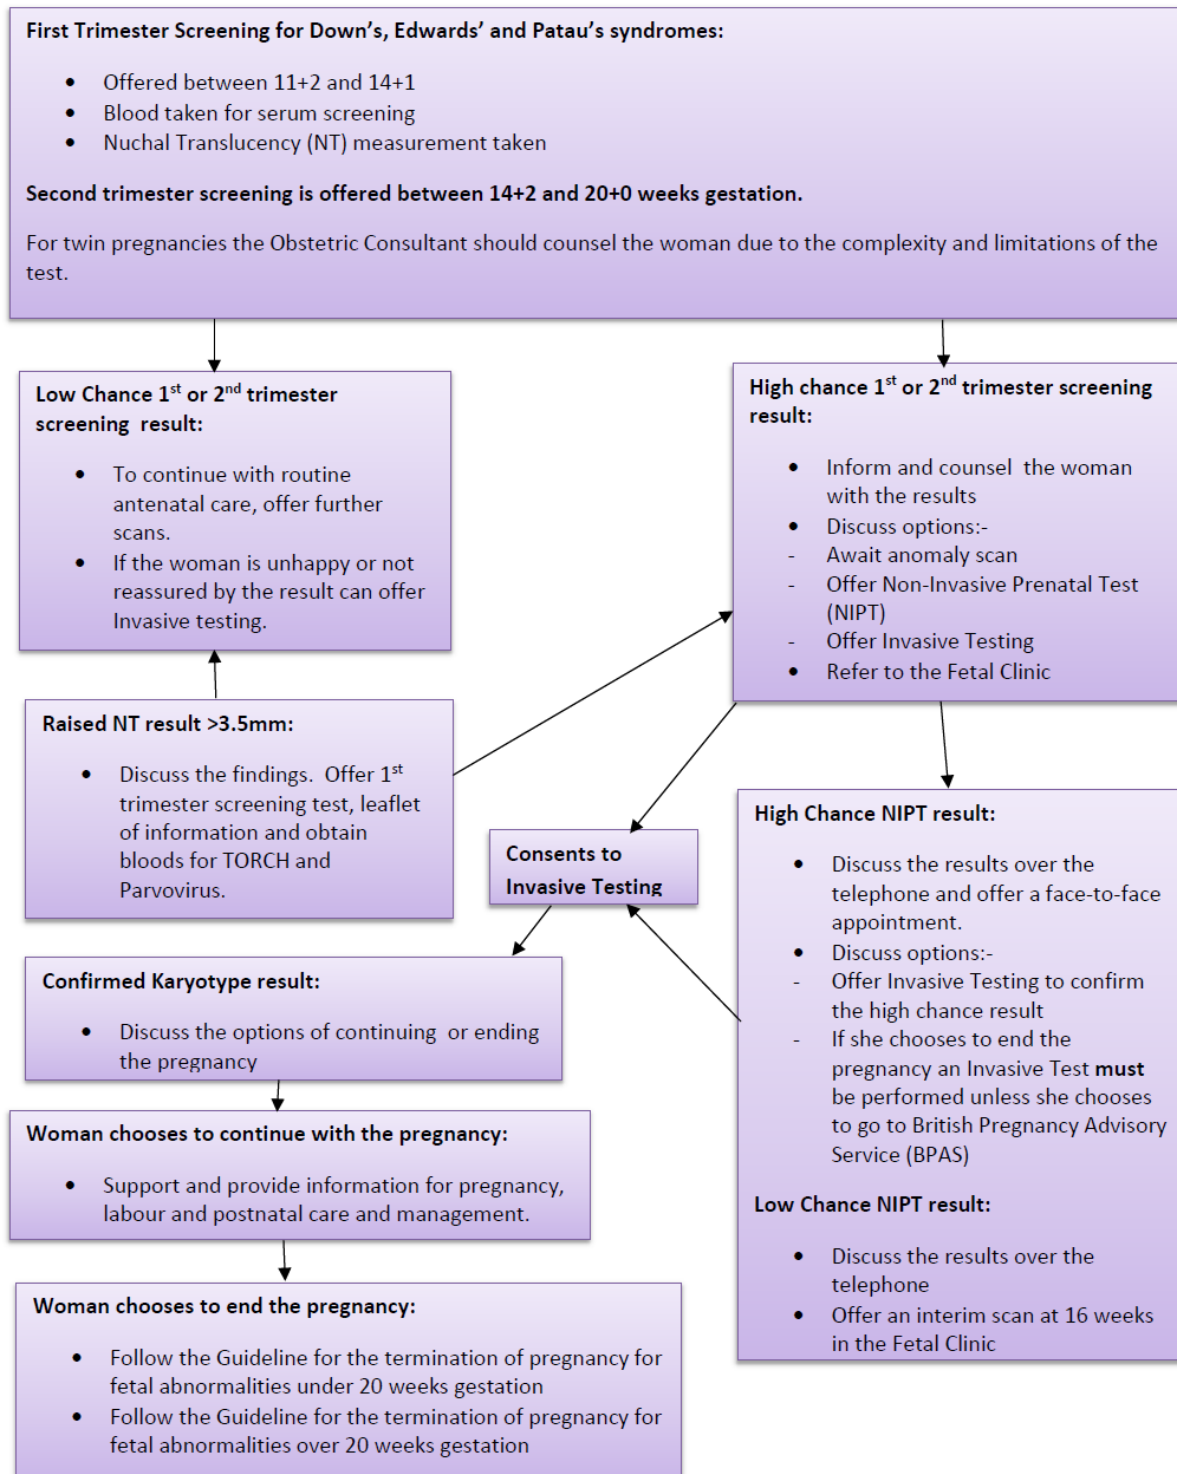 First Trimester Screening for Down’s, Edwards’ and Patau’s syndromes:
• Offered between 11+2 and 14+1
• Blood taken for serum screening
• Nuchal Translucency (NT) measurement taken
Second trimester screening is offered between 14+2 and 20+0 weeks gestation.
For twin pregnancies the Obstetric Consultant should counsel the woman due to the complexity and limitations of the
test.
Low Chance 1st or 2nd trimester
screening result:
• To continue with routine
antenatal care, offer further
scans.
• If the woman is unhappy or not
reassured by the result can offer
Invasive testing.
High chance 1st or 2nd trimester screening
result:
• Inform and counsel the woman
with the results
• Discuss options:-
- Await anomaly scan
- Offer Non-Invasive Prenatal Test
(NIPT)
- Offer Invasive Testing
• Refer to the Fetal Clinic
Raised NT result >3.5mm:
• Discuss the findings. Offer 1st
trimester screening test, leaflet
of information and obtain
bloods for TORCH and
Parvovirus.
Consents to
Invasive Testing
High Chance NIPT result:
• Discuss the results over the
telephone and offer a face-to-face
appointment.
• Discuss options:-
- Offer Invasive Testing to confirm
the high chance result
- If she chooses to end the
pregnancy an Invasive Test must
be performed unless she chooses
to go to British Pregnancy Advisory
Service (BPAS)
Low Chance NIPT result:
• Discuss the results over the
telephone
• Offer an interim scan at 16 weeks
in the Fetal Clinic
Confirmed Karyotype result:
• Discuss the options of continuing or ending
the pregnancy
Woman chooses to continue with the pregnancy:
• Support and provide information for pregnancy,
labour and postnatal care and management.
Woman chooses to end the pregnancy:
• Follow the Guideline for the termination of pregnancy for
fetal abnormalities under 20 weeks gestation
• Follow the Guideline for the termination of pregnancy for
fetal abnormalities over 20 weeks gestation